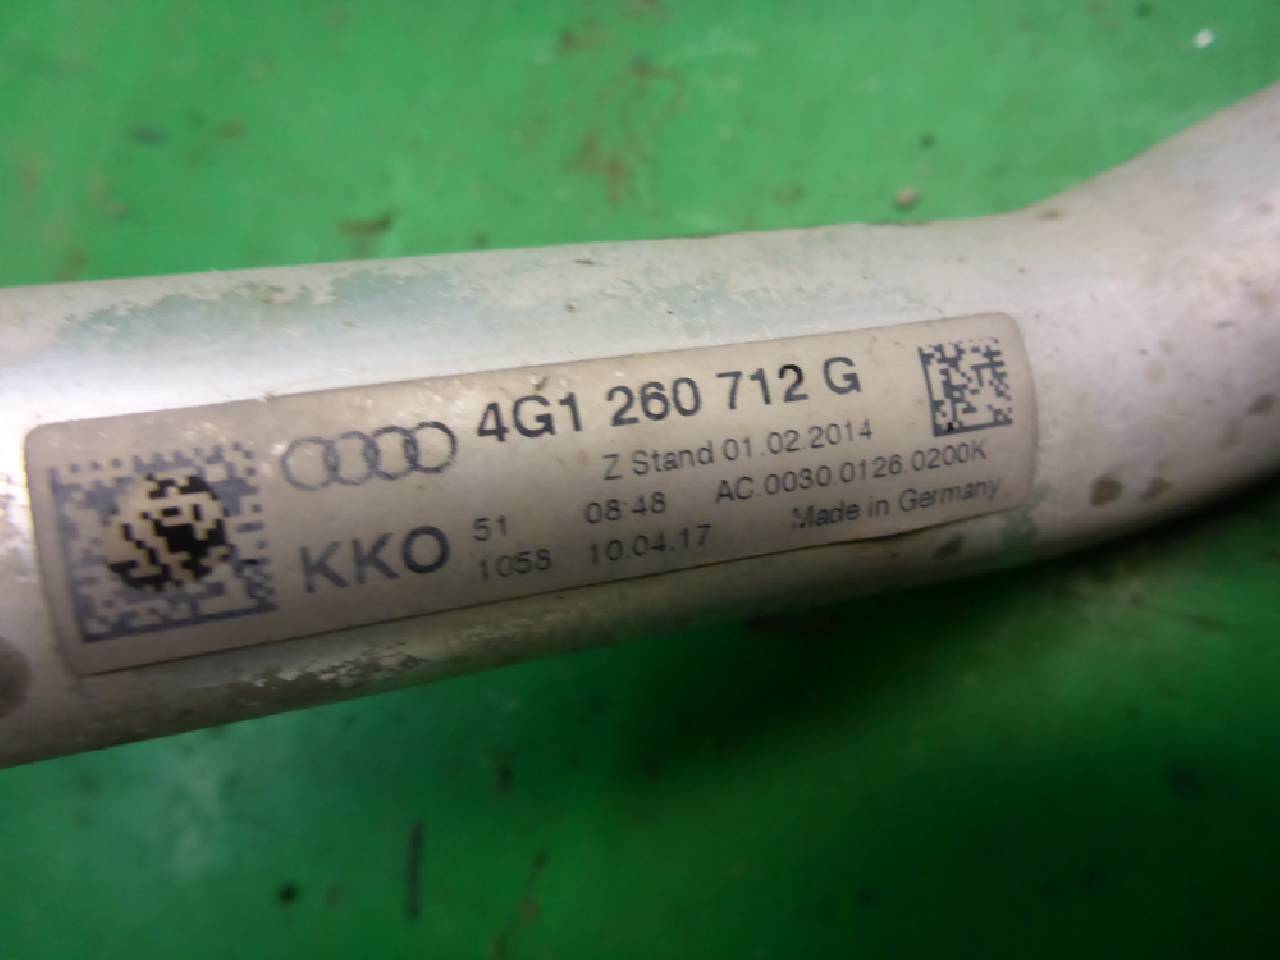 4G1 260 712 G
Z Stand 01.02.2014
KKO 51 08:48 AC.0030.0126.0200K
1058 10.04.17 Made in Germany